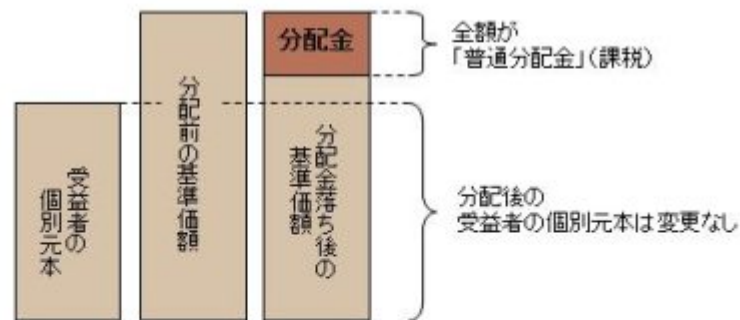 受益者の
個別元本
分配前の基準価額
分配金
分配金落ち後の
基準価額
全額が
「普通分配金」(課税)
分配後の
受益者の個別元本は変更なし